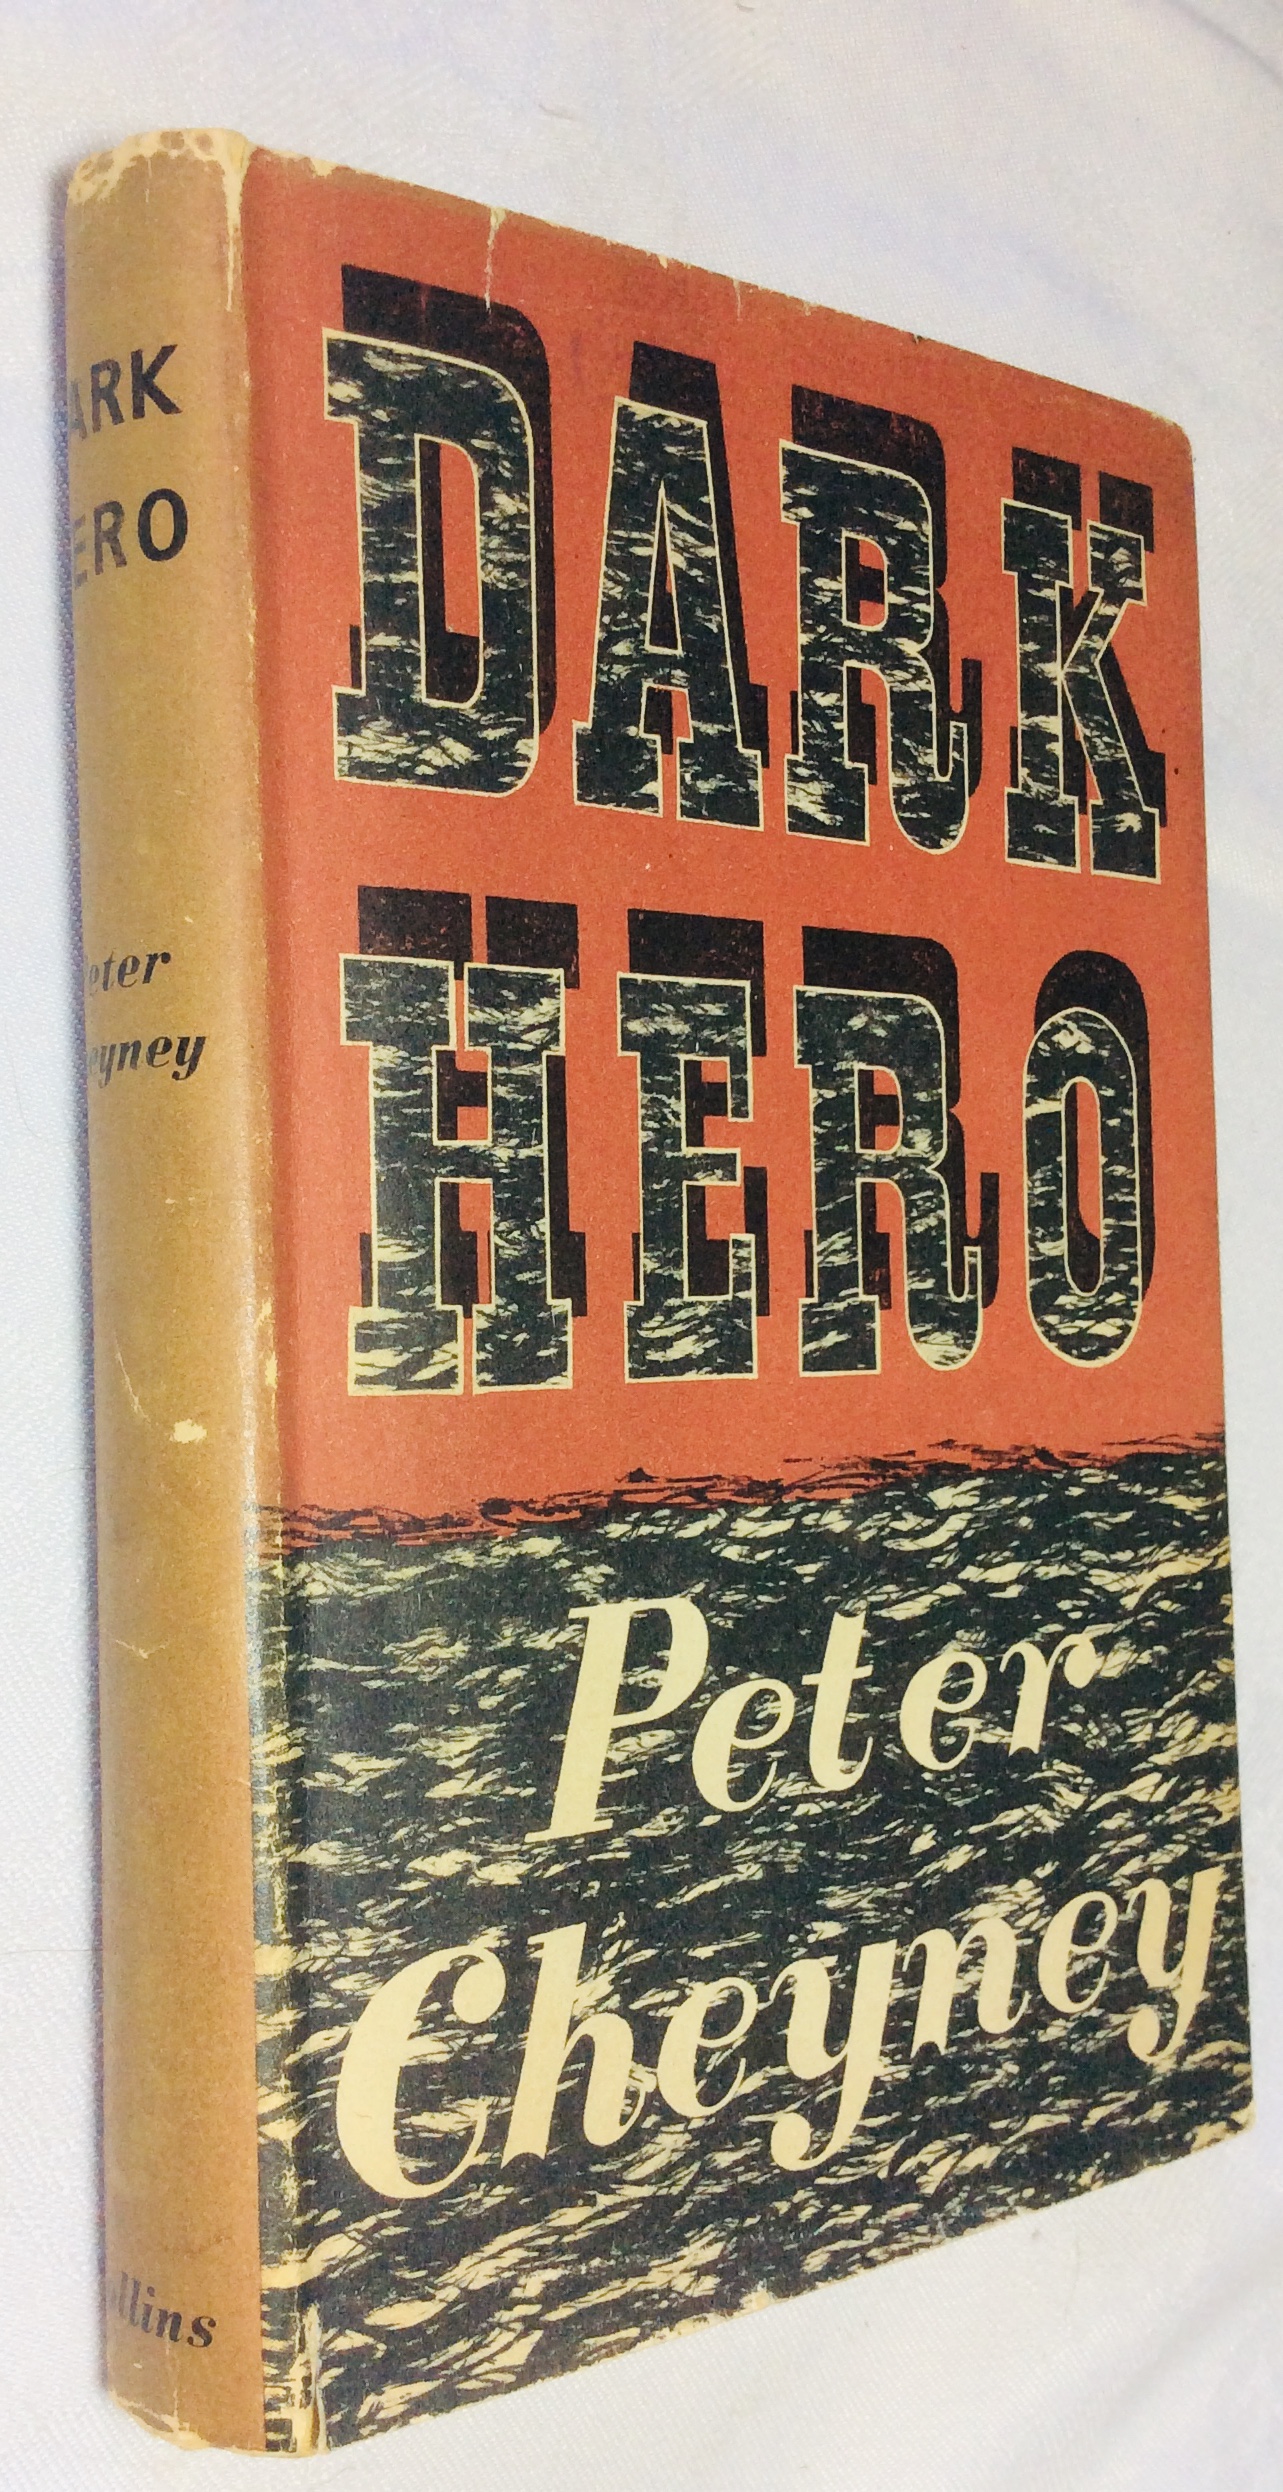 DARK
HERO
Peter
Cheyney
ARK
ERO
eter
eyney
llins